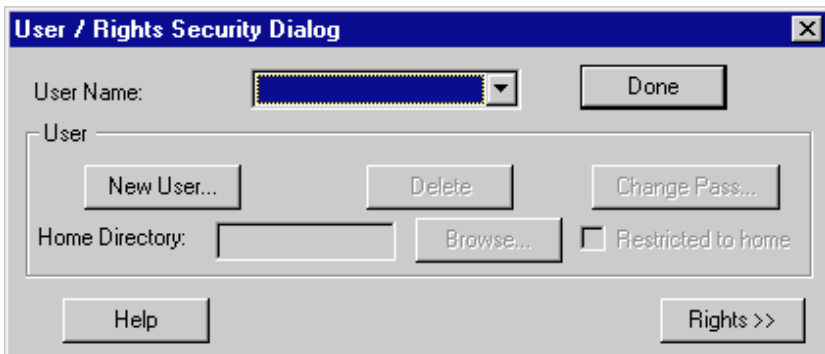 User / Rights Security Dialog
User Name:
Done
User
New User...
Delete
Change Pass...
Home Directory:
Browse...
Restricted to home
Help
Rights >>